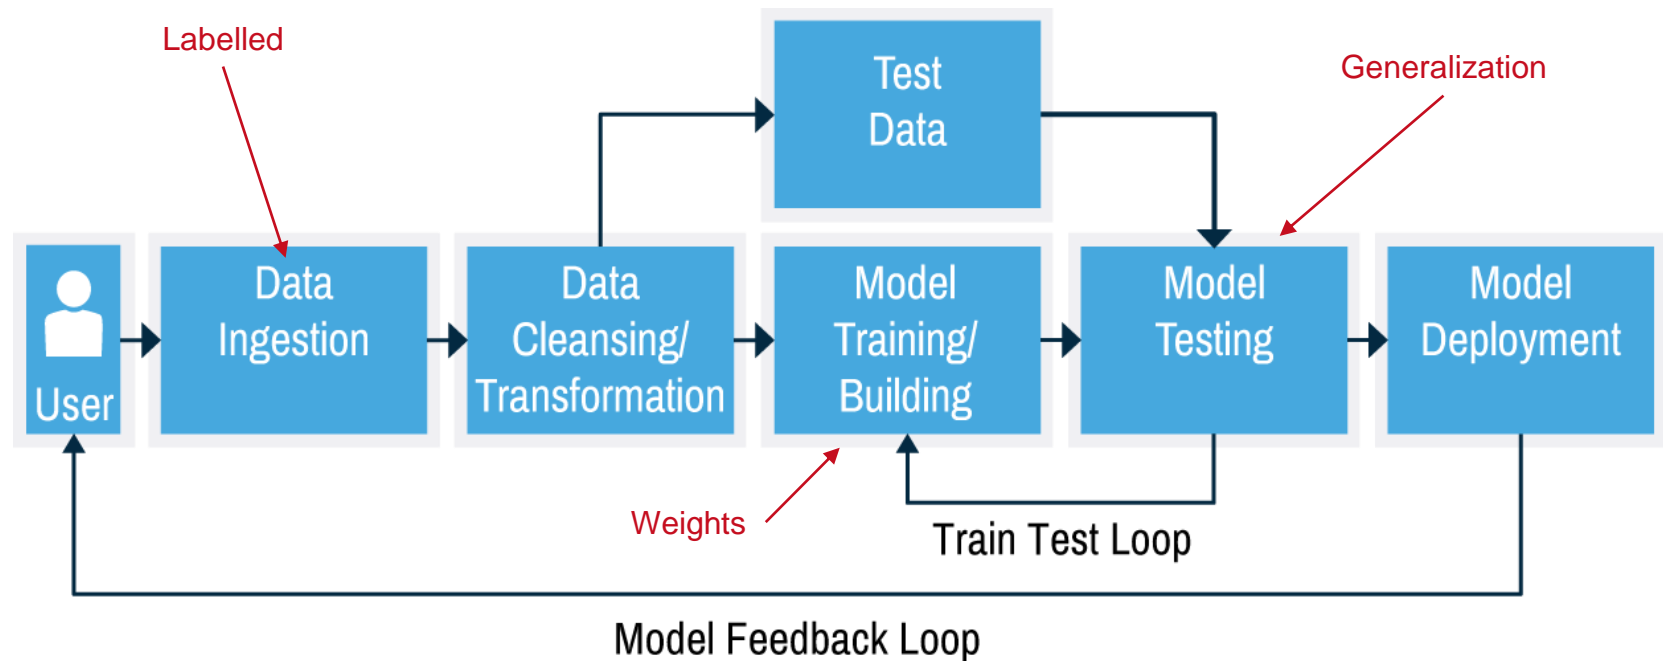 Labelled
Test
Data
Generalization
User
Data
Ingestion
Data
Cleansing/
Transformation
Model
Training/
Building
Model
Testing
Model
Deployment
Weights
Train Test Loop
Model Feedback Loop